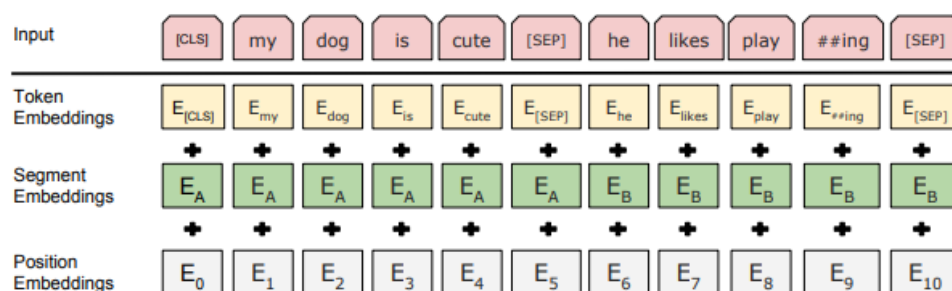 Input [CLS] my dog is cute [SEP] he likes play ##ing [SEP]
Token Embeddings E[CLS] Emy Edog Eis Ecute E[SEP] Ehe Elikes Eplay E##ing E[SEP]
+ + + + + + + + + + +
Segment Embeddings EA EA EA EA EA EA EB EB EB EB EB
+ + + + + + + + + + +
Position Embeddings E0 E1 E2 E3 E4 E5 E6 E7 E8 E9 E10